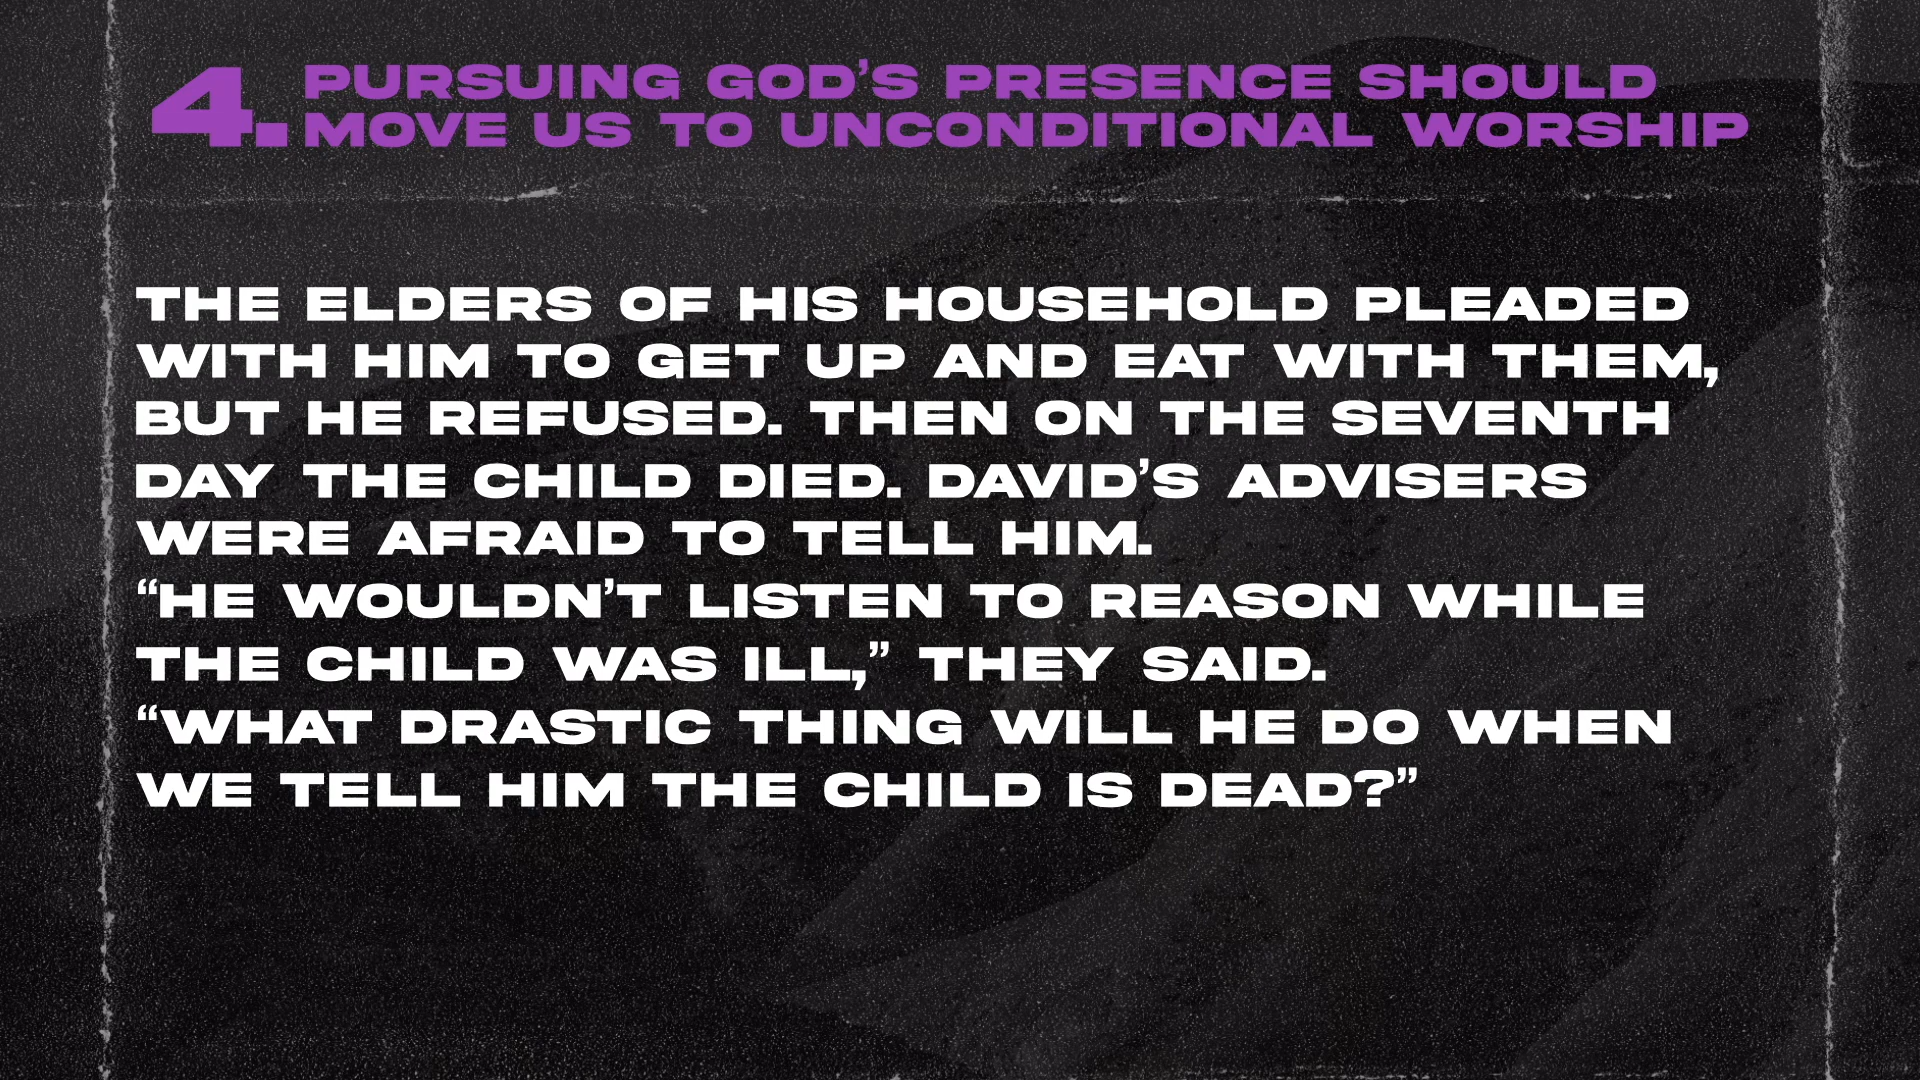 4. PURSUING GOD’S PRESENCE SHOULD
MOVE US TO UNCONDITIONAL WORSHIP
THE ELDERS OF HIS HOUSEHOLD PLEADED
WITH HIM TO GET UP AND EAT WITH THEM,
BUT HE REFUSED. THEN ON THE SEVENTH
DAY THE CHILD DIED. DAVID’S ADVISERS
WERE AFRAID TO TELL HIM.
“HE WOULDN’T LISTEN TO REASON WHILE
THE CHILD WAS ILL,” THEY SAID.
“WHAT DRASTIC THING WILL HE DO WHEN
WE TELL HIM THE CHILD IS DEAD?”